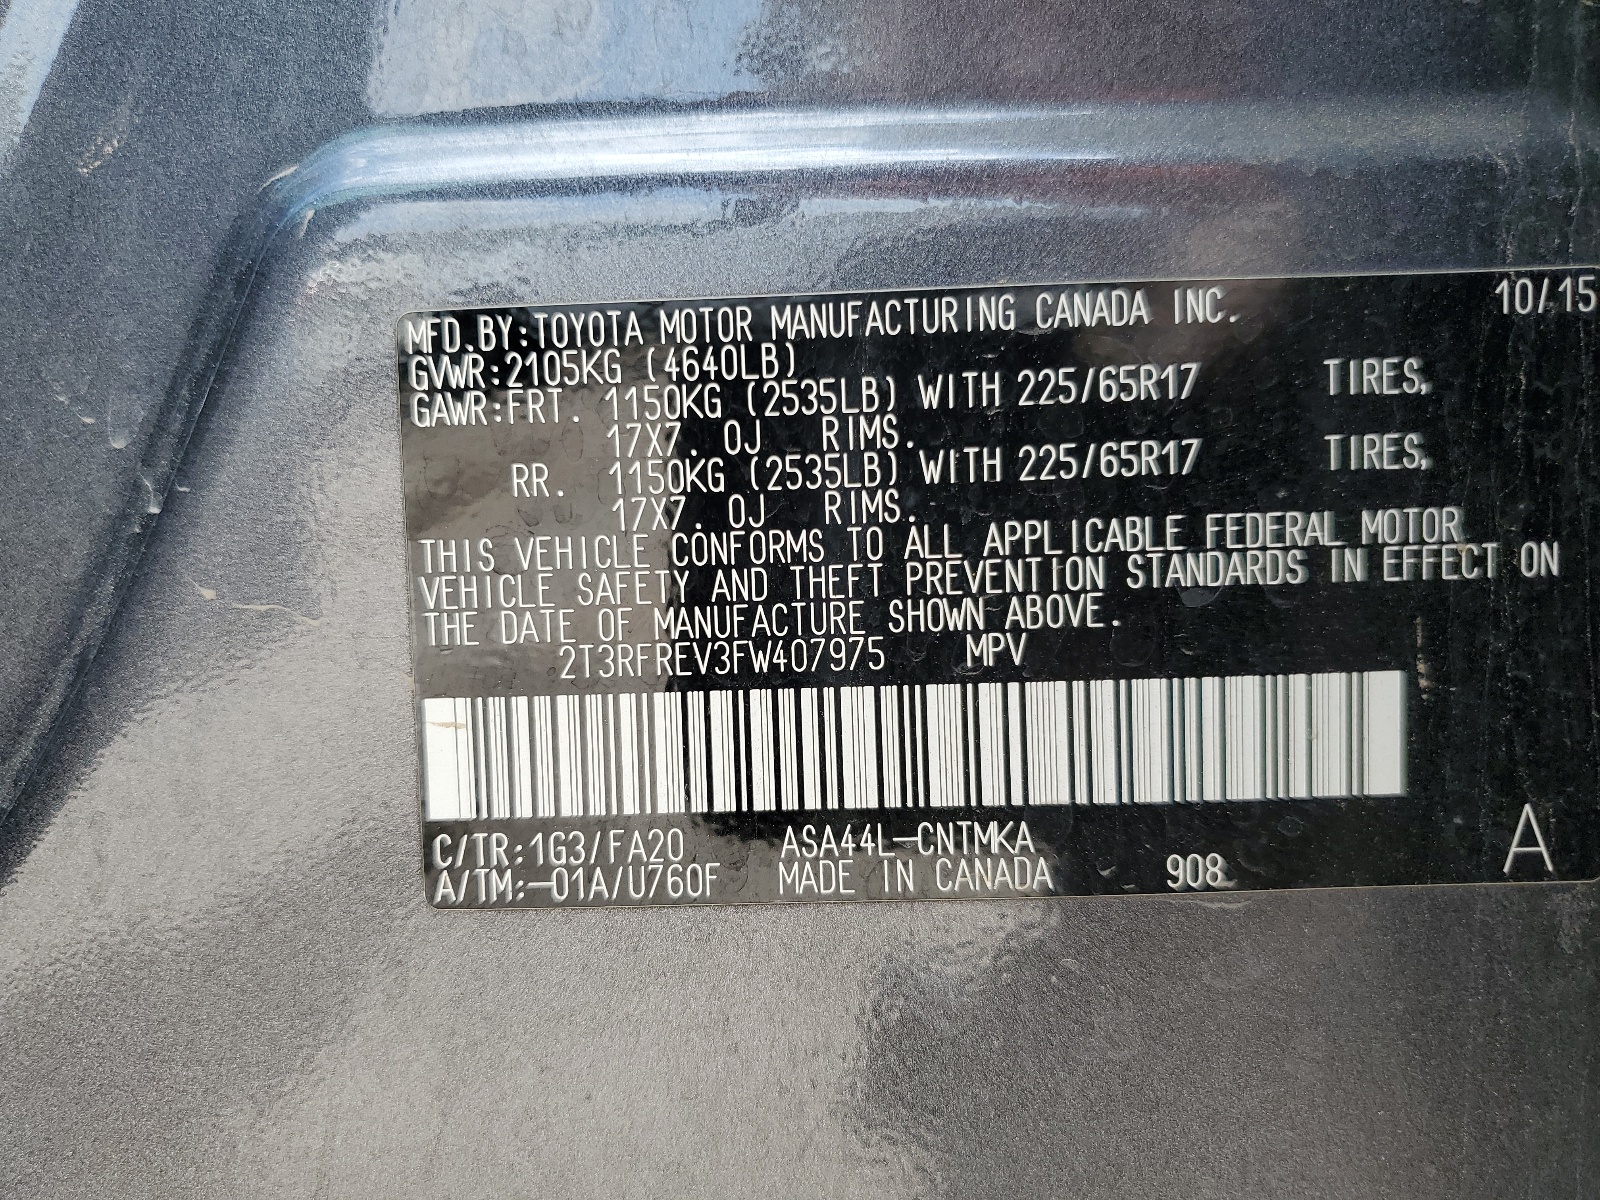 MFD.BY:TOYOTA MOTOR MANUFACTURING CANADA INC. 10/15
GVWR:2105KG (4640LB)
GAWR:FRT. 1150KG (2535LB) WITH 225/65R17 TIRES,
17X7.0J RIMS.
RR. 1150KG (2535LB) WITH 225/65R17 TIRES,
17X7.0J RIMS.
THIS VEHICLE CONFORMS TO ALL APPLICABLE FEDERAL MOTOR
VEHICLE SAFETY AND THEFT PREVENTION STANDARDS IN EFFECT ON
THE DATE OF MANUFACTURE SHOWN ABOVE.
2T3RFREV3FW407975 MPV
C/TR:1G3/FA20 ASA44L-CNTMKA
A/TM:-01A/U760F MADE IN CANADA 908 A